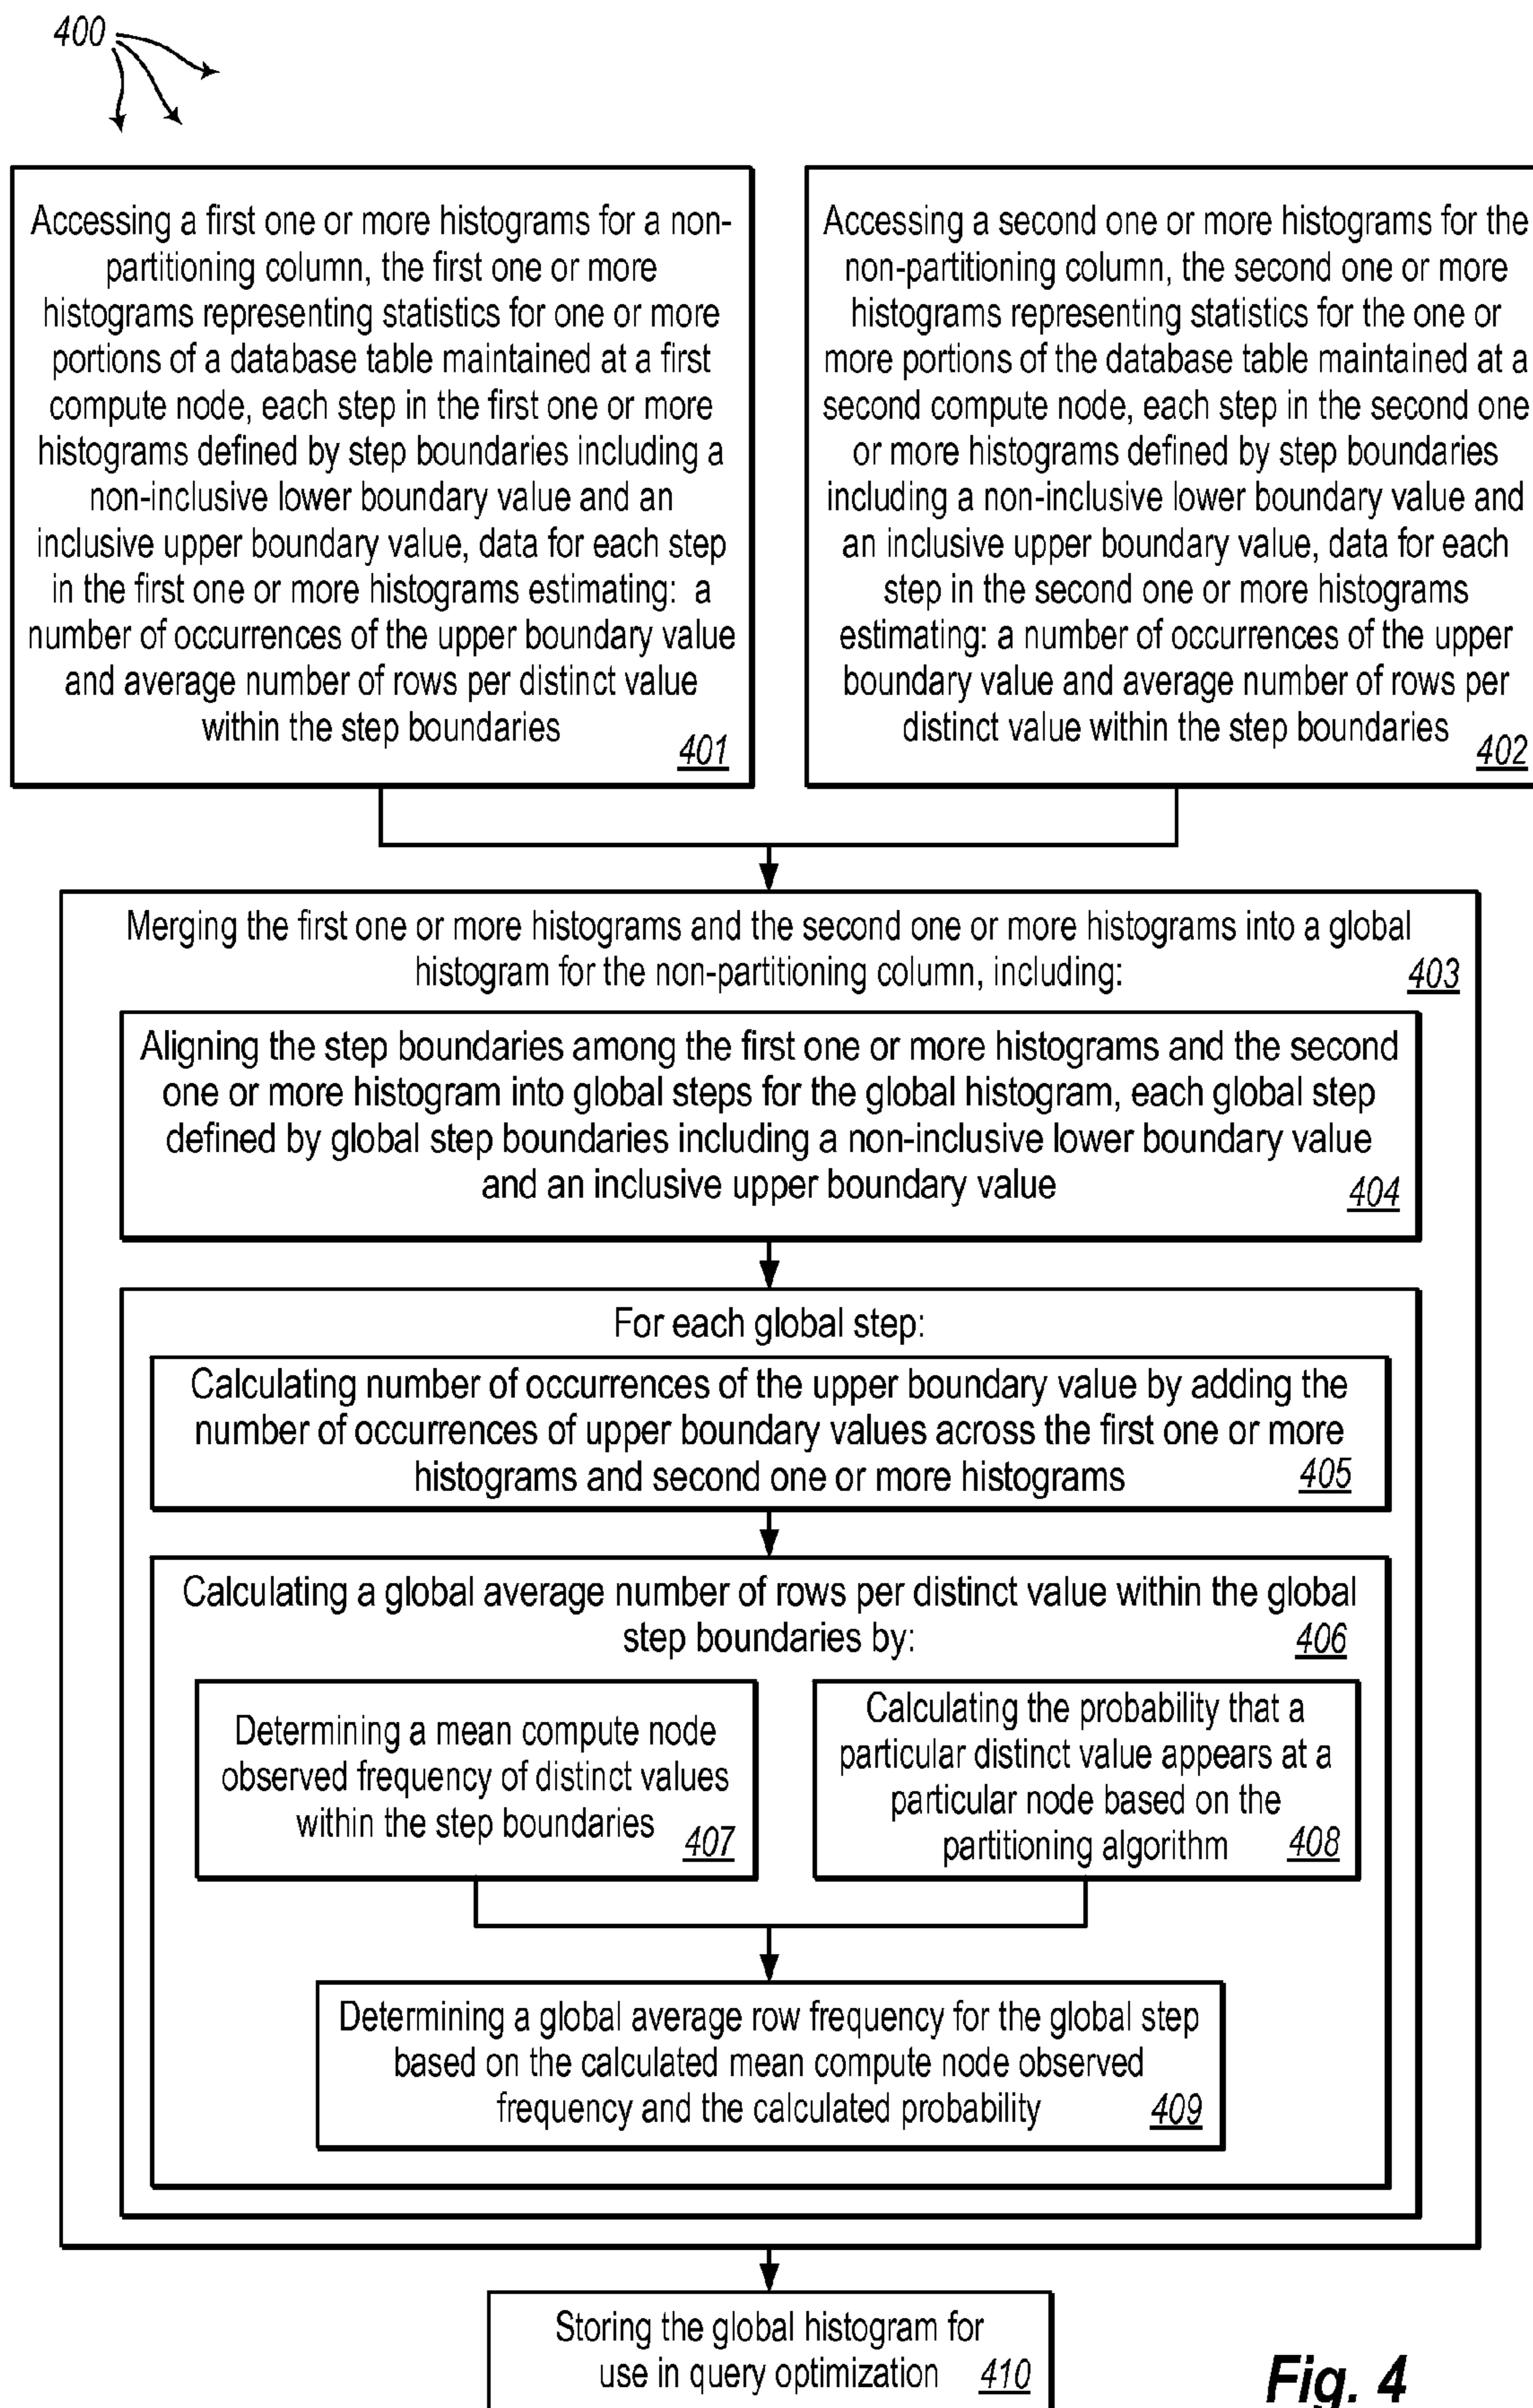 400
Accessing a first one or more histograms for a non-
partitioning column, the first one or more
histograms representing statistics for one or more
portions of a database table maintained at a first
compute node, each step in the first one or more
histograms defined by step boundaries including a
non-inclusive lower boundary value and an
inclusive upper boundary value, data for each step
in the first one or more histograms estimating: a
number of occurrences of the upper boundary value
and average number of rows per distinct value
within the step boundaries
401
Accessing a second one or more histograms for the
non-partitioning column, the second one or more
histograms representing statistics for the one or
more portions of the database table maintained at a
second compute node, each step in the second one
or more histograms defined by step boundaries
including a non-inclusive lower boundary value and
an inclusive upper boundary value, data for each
step in the second one or more histograms
estimating: a number of occurrences of the upper
boundary value and average number of rows per
distinct value within the step boundaries
402
Merging the first one or more histograms and the second one or more histograms into a global
histogram for the non-partitioning column, including:
403
Aligning the step boundaries among the first one or more histograms and the second
one or more histogram into global steps for the global histogram, each global step
defined by global step boundaries including a non-inclusive lower boundary value
and an inclusive upper boundary value
404
For each global step:
Calculating number of occurrences of the upper boundary value by adding the
number of occurrences of upper boundary values across the first one or more
histograms and second one or more histograms
405
Calculating a global average number of rows per distinct value within the global
step boundaries by:
406
Determining a mean compute node
observed frequency of distinct values
within the step boundaries
407
Calculating the probability that a
particular distinct value appears at a
particular node based on the
partitioning algorithm
408
Determining a global average row frequency for the global step
based on the calculated mean compute node observed
frequency and the calculated probability
409
Storing the global histogram for
use in query optimization
410
Fig. 4